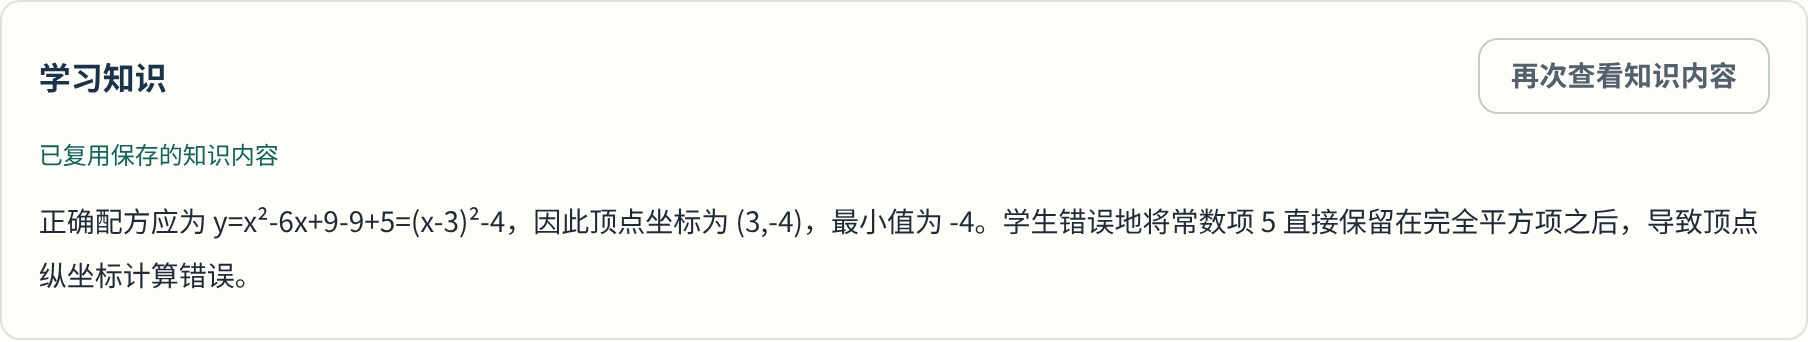 学习知识
再次查看知识内容
已复用保存的知识内容
正确配方应为 y=x²-6x+9-9+5=(x-3)²-4，因此顶点坐标为 (3,-4)，最小值为 -4。学生错误地将常数项 5 直接保留在完全平方项之后，导致顶点
纵坐标计算错误。